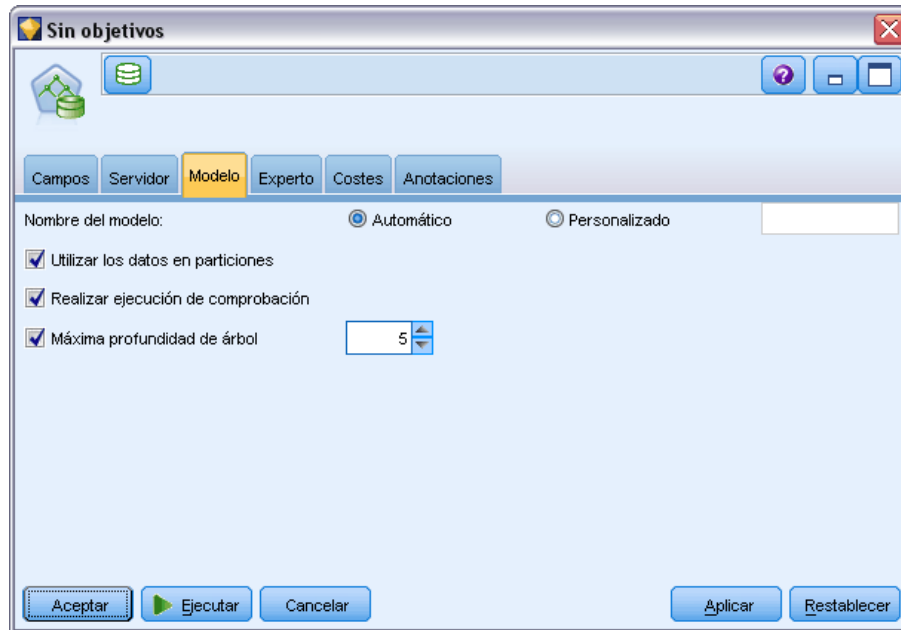 Sin objetivos
Campos Servidor Modelo Experto Costes Anotaciones
Nombre del modelo: Automático Personalizado
Utilizar los datos en particiones
Realizar ejecución de comprobación
Máxima profundidad de árbol 5
Aceptar Ejecutar Cancelar Aplicar Restablecer